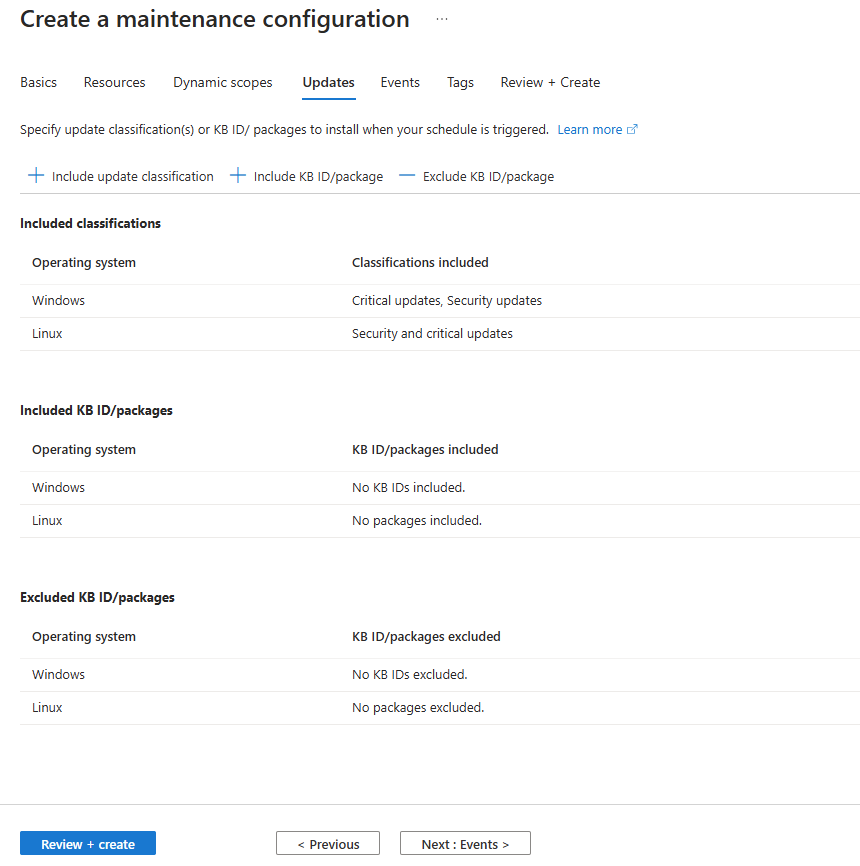 Create a maintenance configuration ...
Basics Resources Dynamic scopes Updates Events Tags Review + Create
Specify update classification(s) or KB ID/ packages to install when your schedule is triggered. Learn more
Include update classification Include KB ID/package Exclude KB ID/package
Included classifications
Operating system Classifications included
Windows Critical updates, Security updates
Linux Security and critical updates
Included KB ID/packages
Operating system KB ID/packages included
Windows No KB IDs included.
Linux No packages included.
Excluded KB ID/packages
Operating system KB ID/packages excluded
Windows No KB IDs excluded.
Linux No packages excluded.
Review + create < Previous Next : Events >